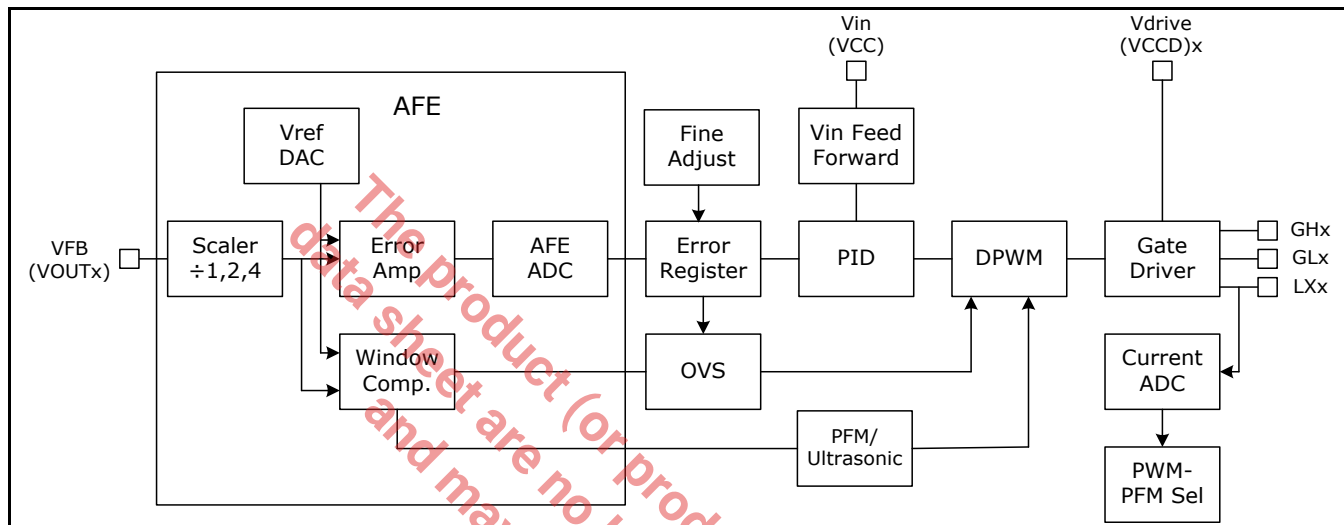 Vin
(VCC)
Vdrive
(VCCD)x
AFE
Vref
DAC
Fine
Adjust
Vin Feed
Forward
VFB
(VOUTx)
Scaler
÷1,2,4
Error
Amp
AFE
ADC
Error
Register
PID
DPWM
Gate
Driver
GHx
GLx
LXx
Window
Comp.
OVS
Current
ADC
PFM/
Ultrasonic
PWM-
PFM Sel
The product (or prod
data sheet are no
and